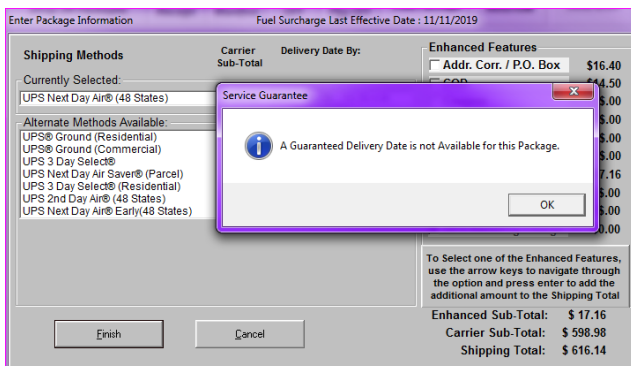 Enter Package Information
Fuel Surcharge Last Effective Date : 11/11/2019
Shipping Methods
Carrier Sub-Total
Delivery Date By:
Currently Selected:
UPS Next Day Air® (48 States)
Alternate Methods Available:
UPS® Ground (Residential)
UPS® Ground (Commercial)
UPS 3 Day Select®
UPS Next Day Air Saver® (Parcel)
UPS 3 Day Select® (Residential)
UPS 2nd Day Air® (48 States)
UPS Next Day Air® Early(48 States)
Service Guarantee
A Guaranteed Delivery Date is not Available for this Package.
OK
Enhanced Features
Addr. Corr. / P.O. Box $16.40
To Select one of the Enhanced Features,
use the arrow keys to navigate through
the option and press enter to add the
additional amount to the Shipping Total
Enhanced Sub-Total: $ 17.16
Carrier Sub-Total: $ 598.98
Shipping Total: $ 616.14
Finish
Cancel